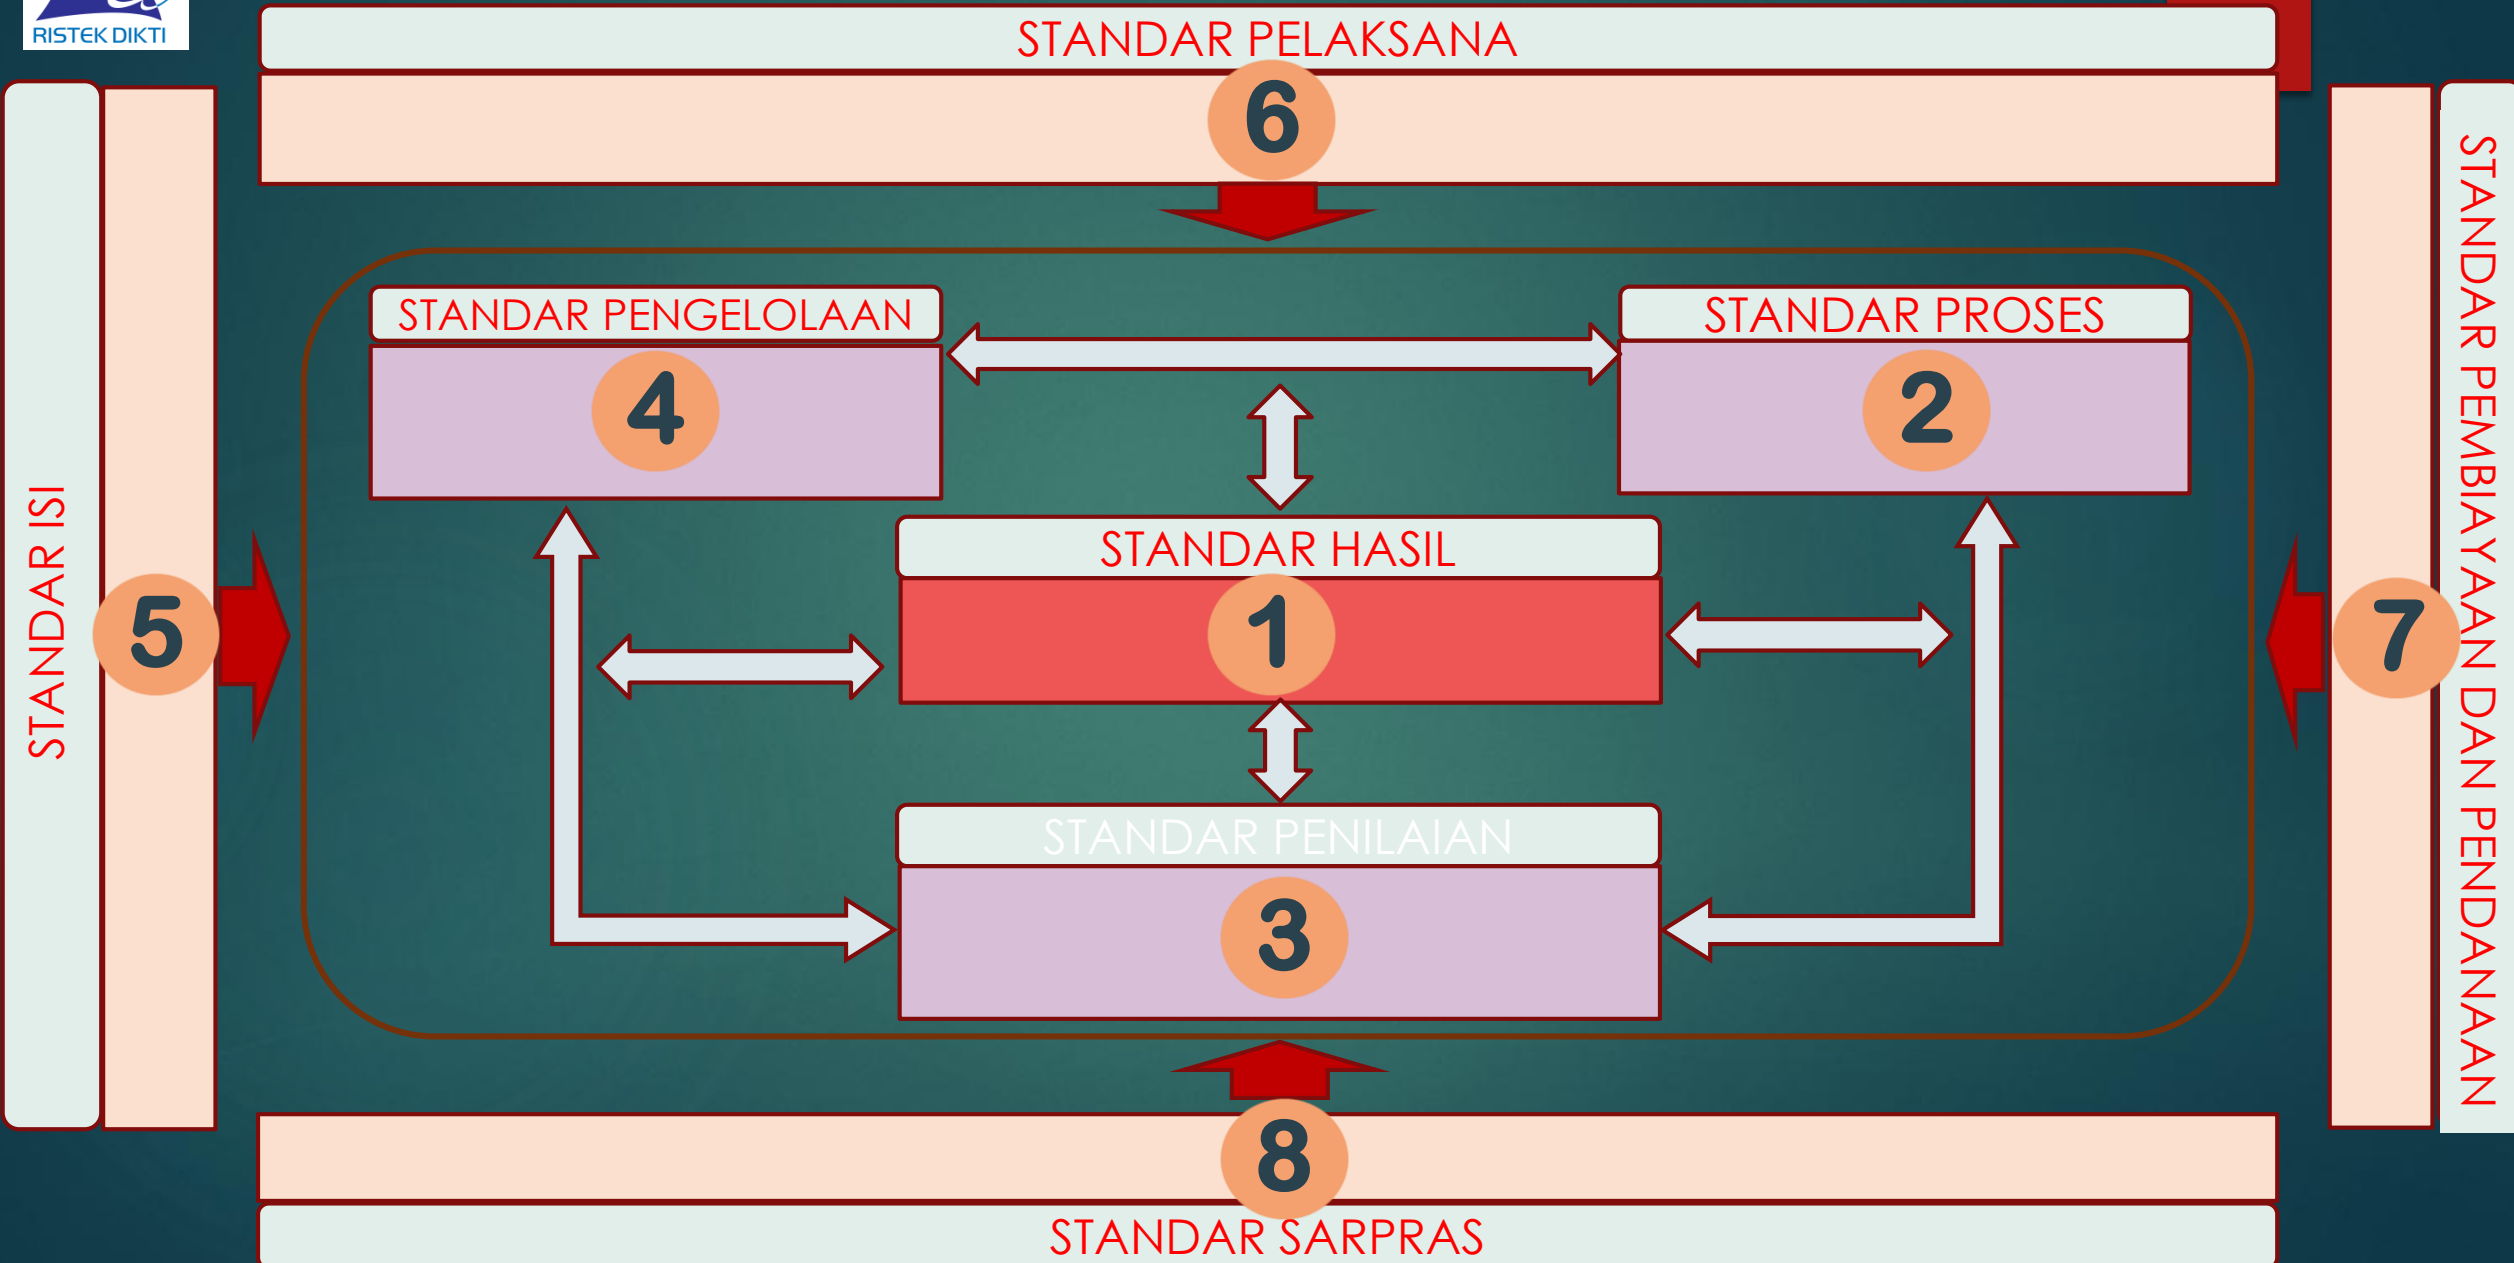 RISTEK DIKTI
STANDAR PELAKSANA
6
STANDAR PENGELOLAAN
4
STANDAR PROSES
2
STANDAR ISI
5
STANDAR HASIL
1
7
STANDAR PEMBIAYAAN DAN PENDANAAN
STANDAR PENILAIAN
3
8
STANDAR SARPRAS